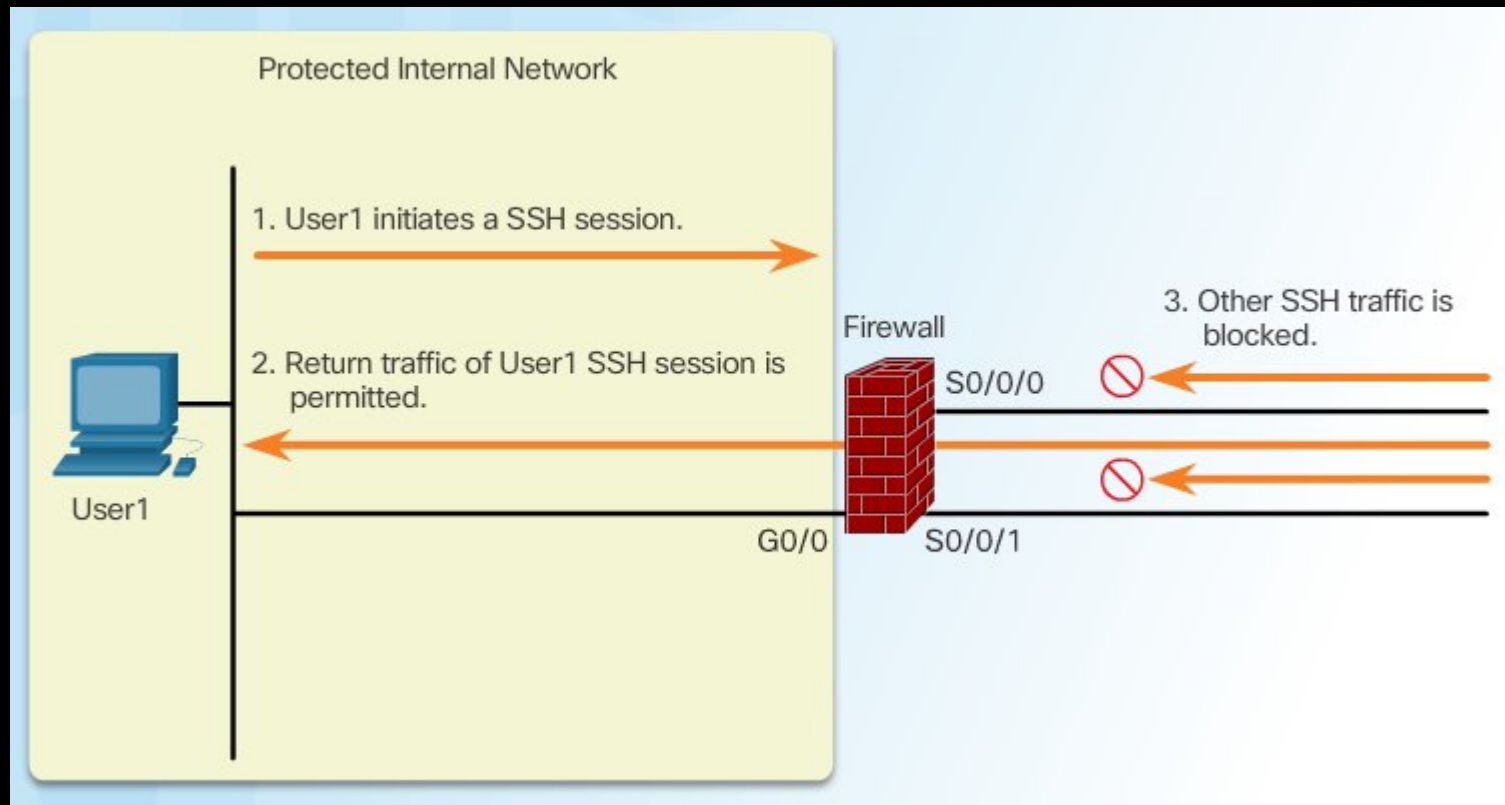 Protected Internal Network
1. User1 initiates a SSH session.
2. Return traffic of User1 SSH session is
permitted.
User1
G0/0
Firewall
S0/0/0
S0/0/1
3. Other SSH traffic is
blocked.